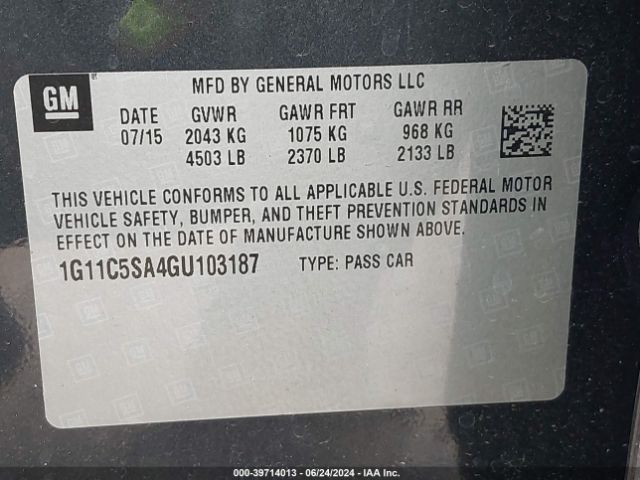 GM
MFD BY GENERAL MOTORS LLC
DATE GVWR GAWR FRT GAWR RR
07/15 2043 KG 1075 KG 968 KG
4503 LB 2370 LB 2133 LB
THIS VEHICLE CONFORMS TO ALL APPLICABLE U.S. FEDERAL MOTOR
VEHICLE SAFETY, BUMPER, AND THEFT PREVENTION STANDARDS IN
EFFECT ON THE DATE OF MANUFACTURE SHOWN ABOVE.
1G11C5SA4GU103187 TYPE: PASS CAR
000-39714013 - 06/24/2024 - IAA Inc.